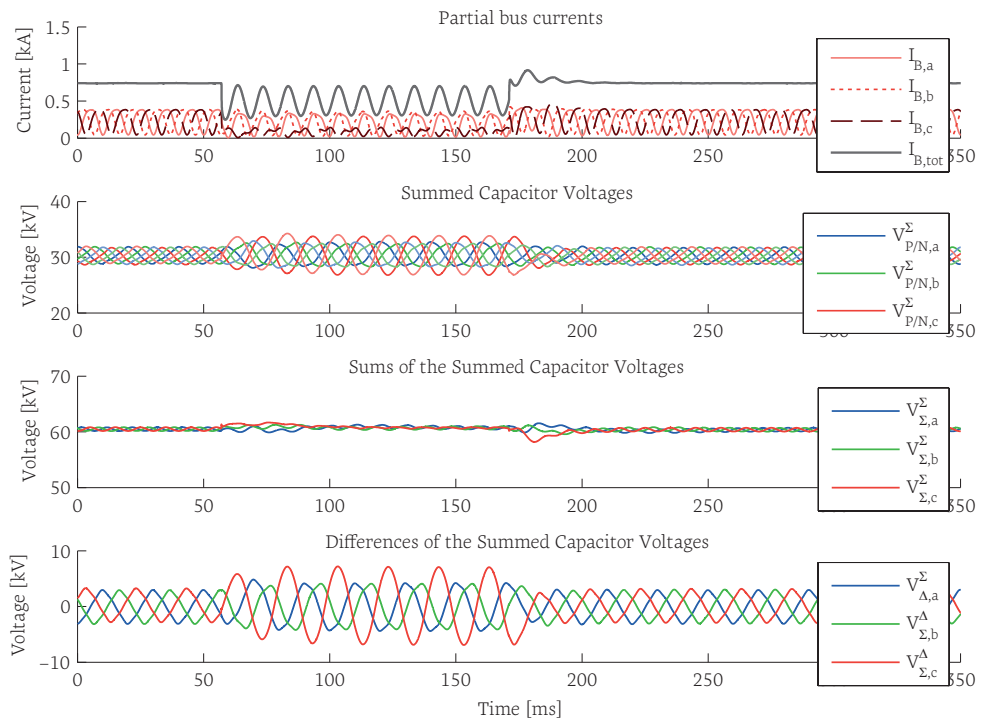 Partial bus currents
1.5
1
0.5
0
Current [kA]
0 50 100 150 200 250 350
I_B,a
I_B,b
I_B,c
I_B,tot
Summed Capacitor Voltages
40
30
20
Voltage [kV]
0 50 100 150 200 250 300 350
V^Σ_P/N,a
V^Σ_P/N,b
V^Σ_P/N,c
Sums of the Summed Capacitor Voltages
70
60
50
Voltage [kV]
0 50 100 150 200 250 350
V^Σ_Σ,a
V^Σ_Σ,b
V^Σ_Σ,c
Differences of the Summed Capacitor Voltages
10
0
−10
Voltage [kV]
0 50 100 150 200 250 350
V^Σ_Δ,a
V^Δ_Σ,b
V^Δ_Σ,c
Time [ms]